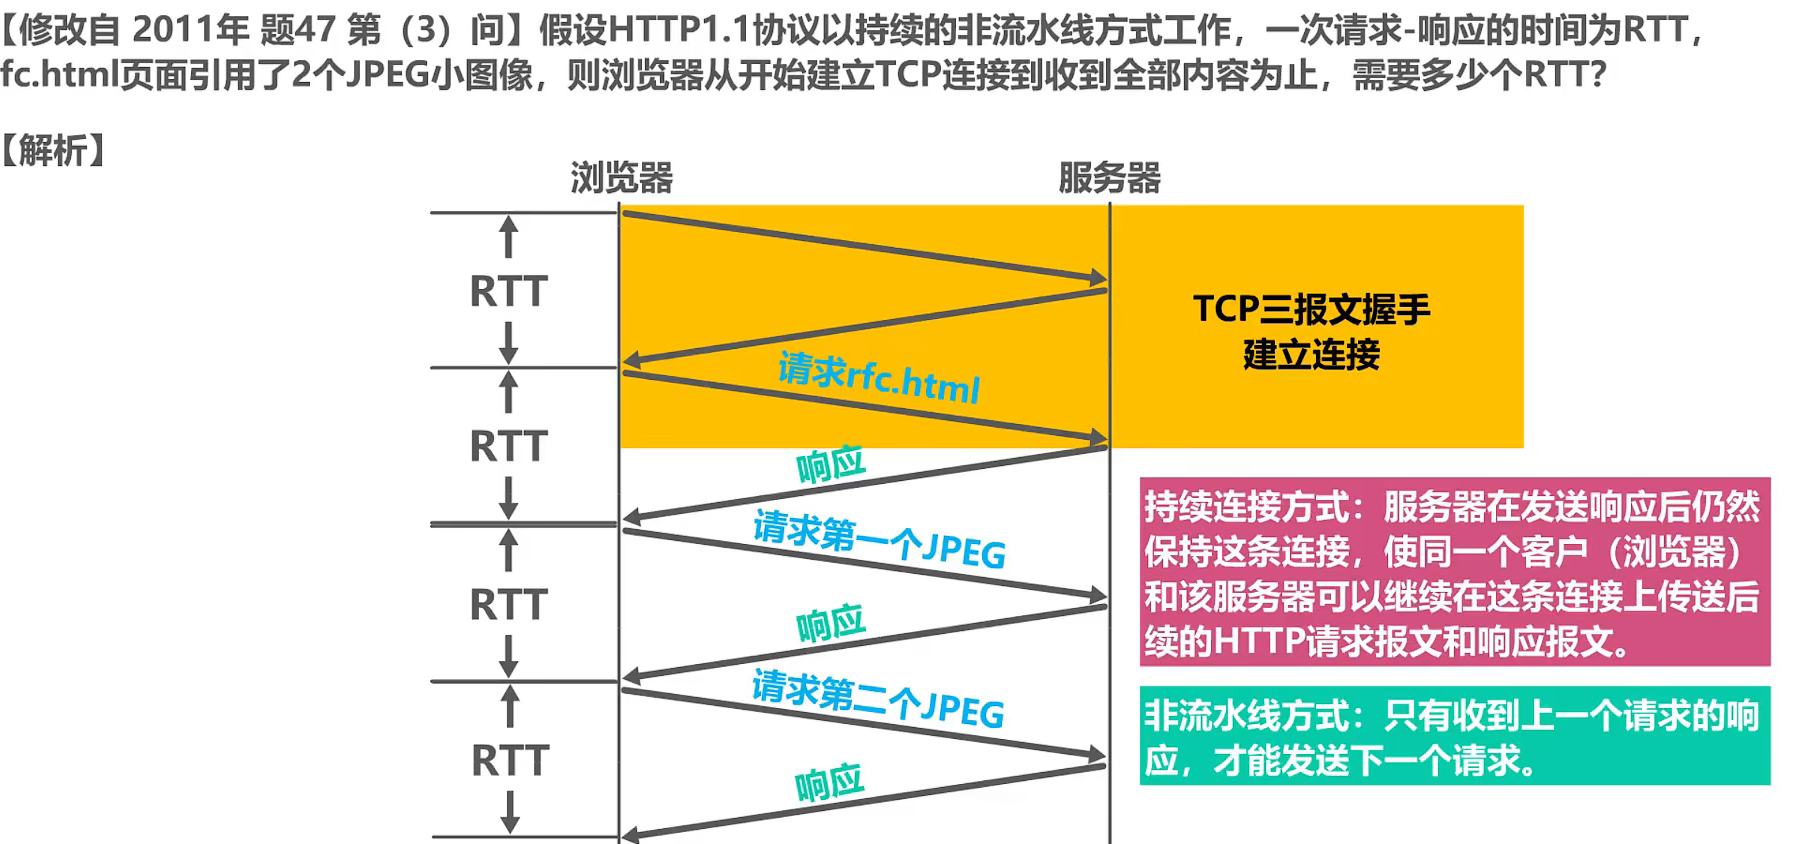 【修改自 2011年 题47 第（3）问】假设HTTP1.1协议以持续的非流水线方式工作，一次请求-响应的时间为RTT，
fc.html页面引用了2个JPEG小图像，则浏览器从开始建立TCP连接到收到全部内容为止，需要多少个RTT？
【解析】
浏览器
服务器
RTT
TCP三报文握手
建立连接
请求rfc.html
RTT
响应
请求第一个JPEG
持续连接方式：服务器在发送响应后仍然
保持这条连接，使同一个客户（浏览器）
和该服务器可以继续在这条连接上传送后
续的HTTP请求报文和响应报文。
RTT
响应
请求第二个JPEG
非流水线方式：只有收到上一个请求的响
应，才能发送下一个请求。
RTT
响应